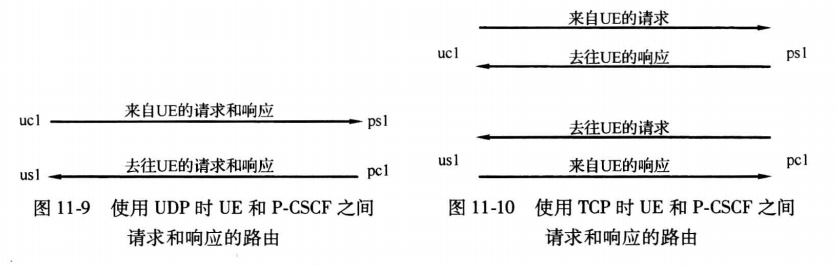 来自UE的请求和响应
uc1
ps1
去往UE的请求和响应
us1
pc1
图 11-9 使用 UDP 时 UE 和 P-CSCF 之间
请求和响应的路由
来自UE的请求
uc1
ps1
去往UE的响应
去往UE的请求
us1
pc1
来自UE的响应
图 11-10 使用 TCP 时 UE 和 P-CSCF 之间
请求和响应的路由